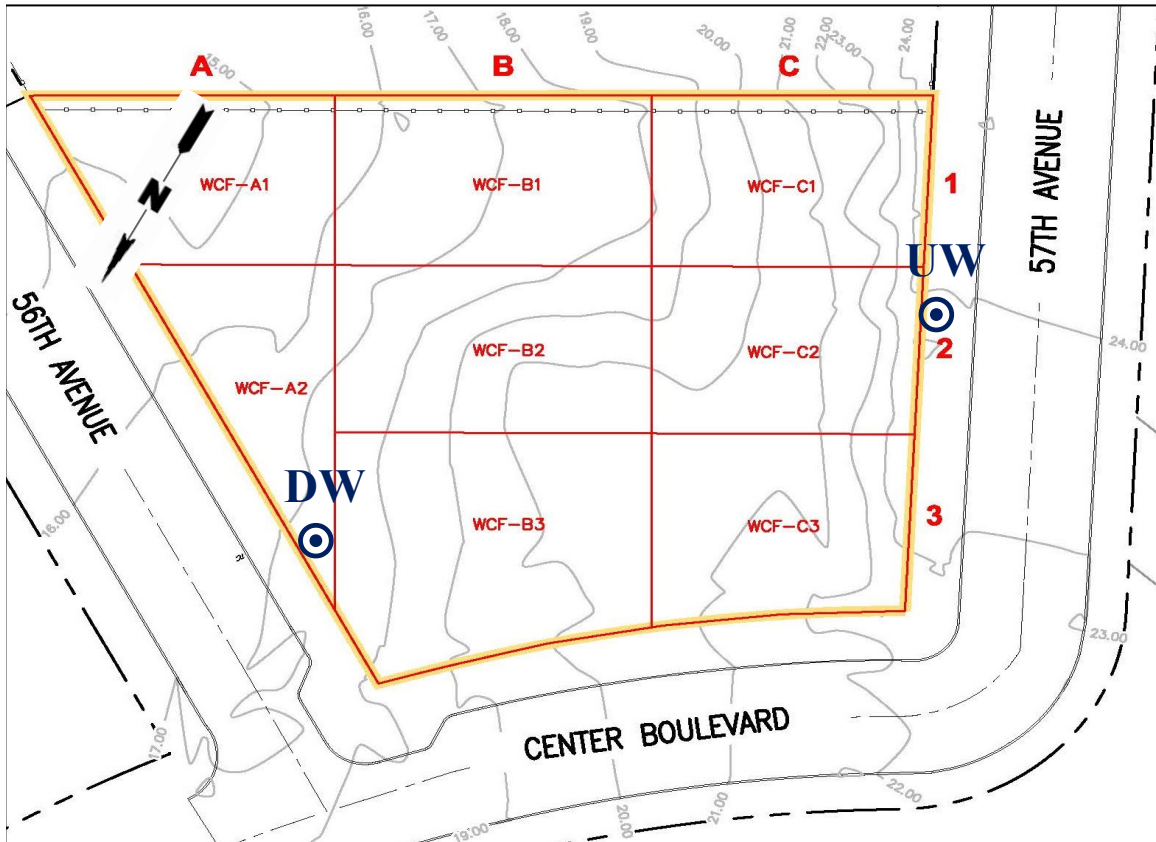 16.00
17.00
18.00
19.00
20.00
21.00
22.00
23.00
24.00
A
B
C
15.00
N
WCF-A1
WCF-B1
WCF-C1
1
57TH AVENUE
UW
56TH AVENUE
WCF-A2
WCF-B2
WCF-C2
2
24.00
DW
16.00
WCF-B3
WCF-C3
3
23.00
17.00
CENTER BOULEVARD
19.00
20.00
21.00
22.00